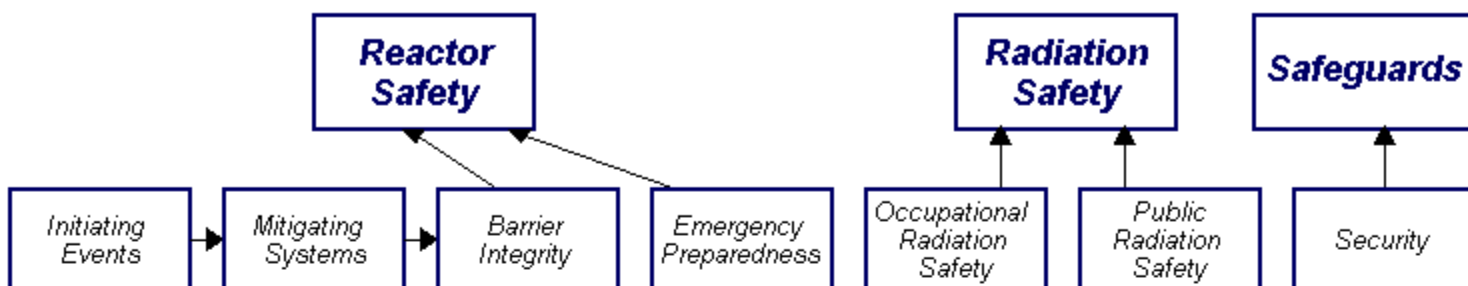 Reactor
Safety
Radiation
Safety
Safeguards
Initiating
Events
Mitigating
Systems
Barrier
Integrity
Emergency
Preparedness
Occupational
Radiation
Safety
Public
Radiation
Safety
Security